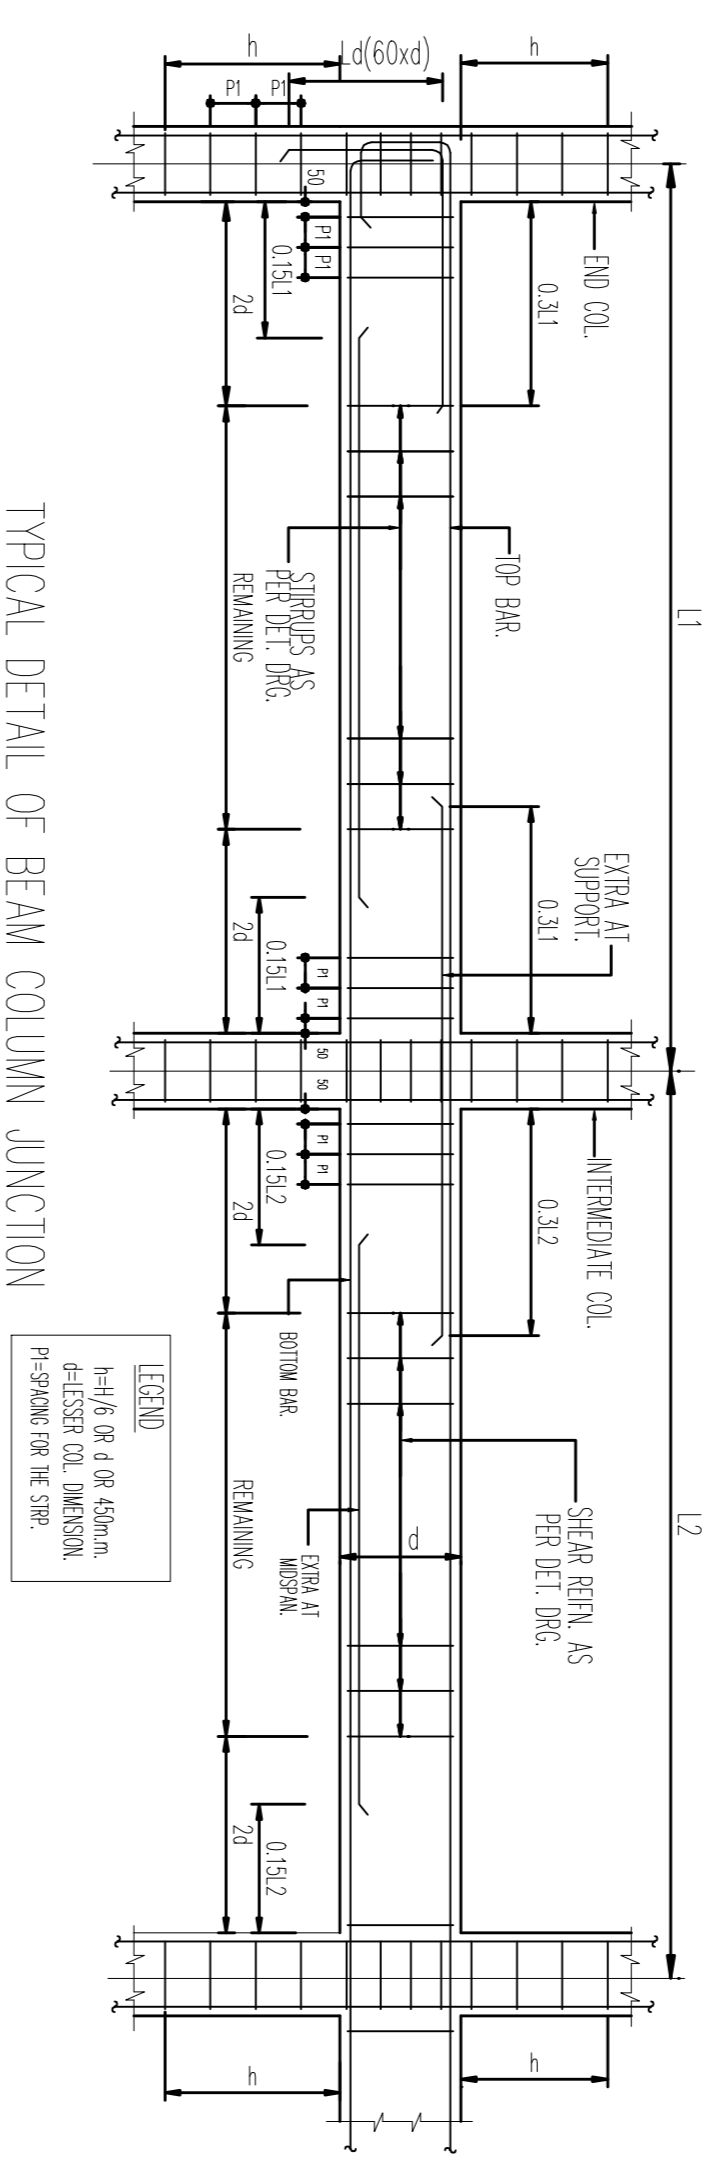 L1
L2
h
Ld(60xd)
h
P1
P1
50
P1
P1
0.15L1
2d
END COL.
0.3L1
TOP BAR.
STIRRUPS AS
PER DET. DRG.
REMAINING
EXTRA AT
SUPPORT.
0.3L1
P1
P1
50
50
0.15L1
2d
INTERMEDIATE COL.
0.3L2
P1
P1
0.15L2
2d
BOTTOM BAR.
SHEAR REIFN. AS
PER DET. DRG.
d
EXTRA AT
MIDSPAN.
REMAINING
0.15L2
2d
h
h
TYPICAL DETAIL OF BEAM COLUMN JUNCTION
LEGEND
h=H/6 OR d OR 450m.m.
d=LESSER COL. DIMENSION.
P1=SPACING FOR THE STRP.